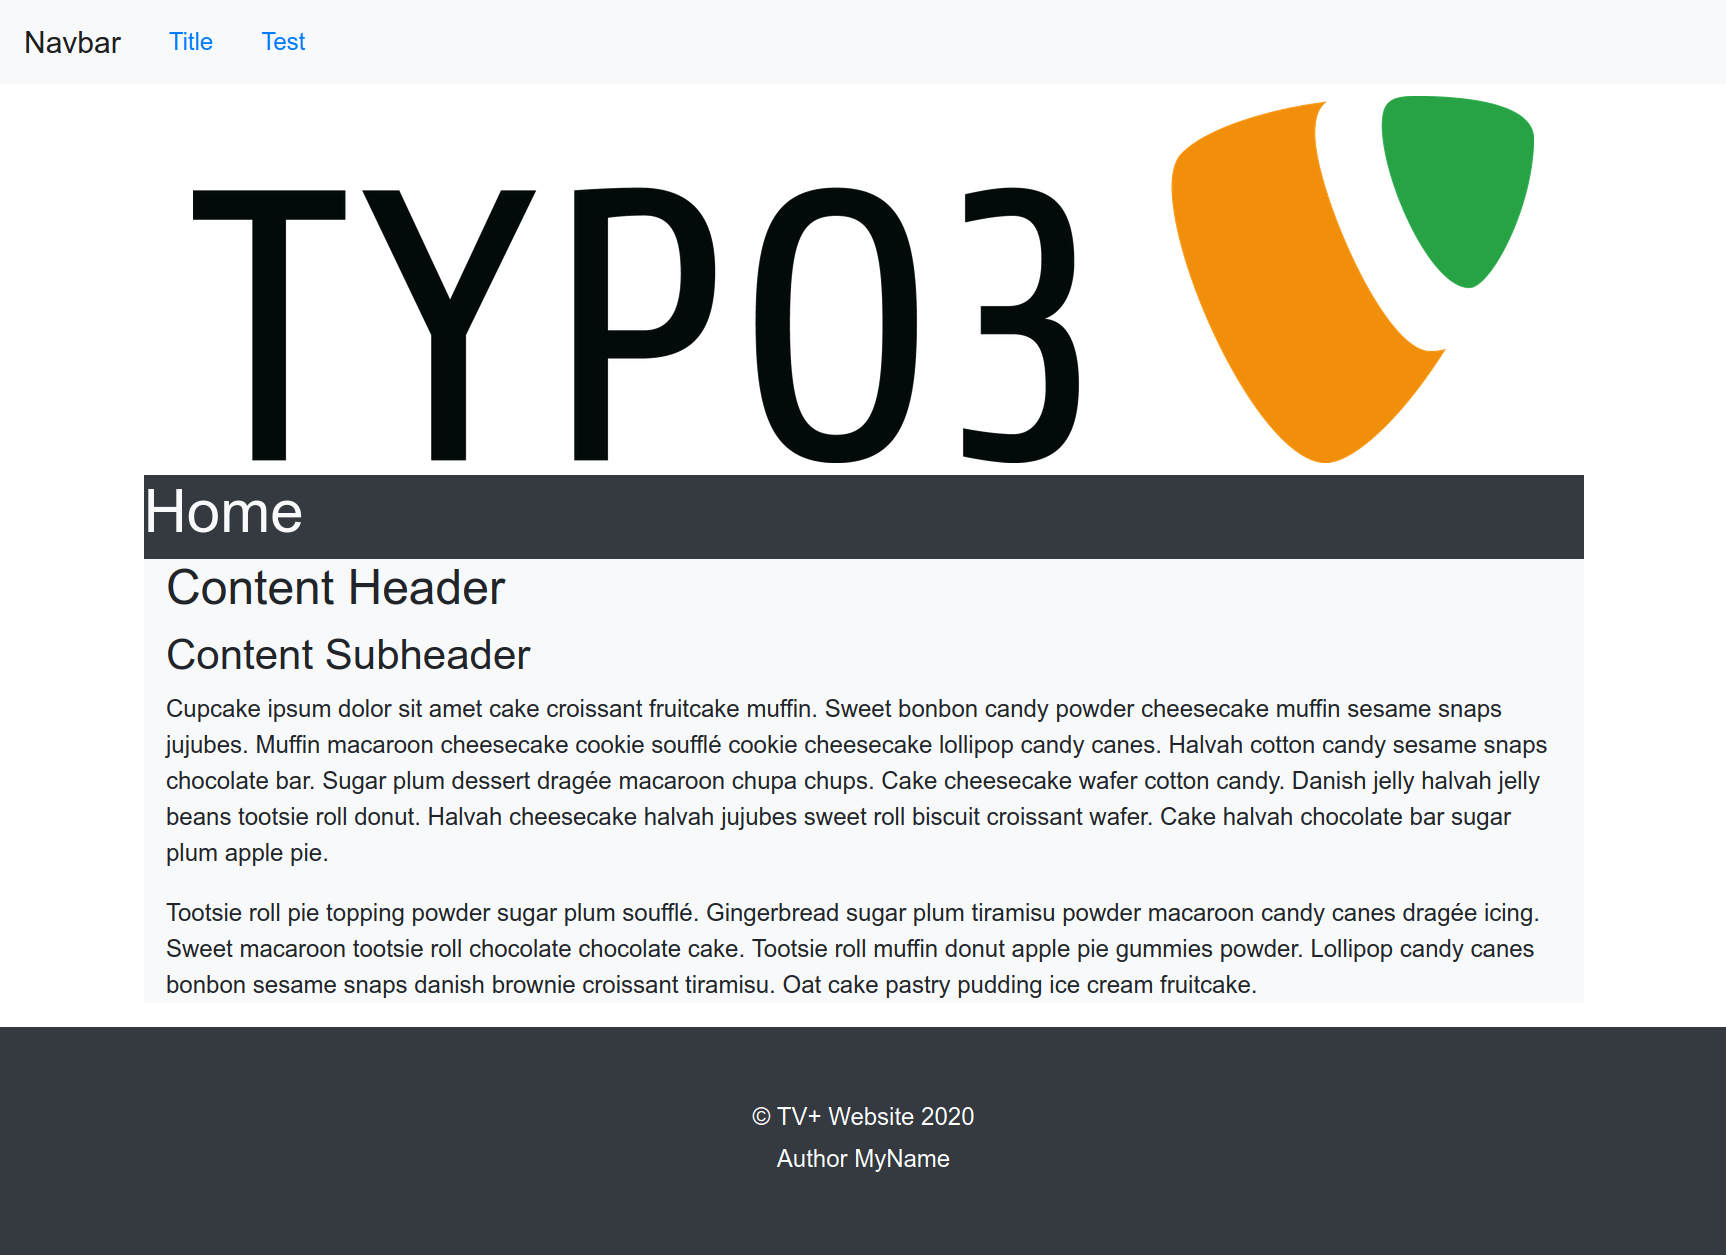 Navbar Title Test
TYPO3
Home
Content Header
Content Subheader
Cupcake ipsum dolor sit amet cake croissant fruitcake muffin. Sweet bonbon candy powder cheesecake muffin sesame snaps
jujubes. Muffin macaroon cheesecake cookie soufflé cookie cheesecake lollipop candy canes. Halvah cotton candy sesame snaps
chocolate bar. Sugar plum dessert dragée macaroon chupa chups. Cake cheesecake wafer cotton candy. Danish jelly halvah jelly
beans tootsie roll donut. Halvah cheesecake halvah jujubes sweet roll biscuit croissant wafer. Cake halvah chocolate bar sugar
plum apple pie.
Tootsie roll pie topping powder sugar plum soufflé. Gingerbread sugar plum tiramisu powder macaroon candy canes dragée icing.
Sweet macaroon tootsie roll chocolate chocolate cake. Tootsie roll muffin donut apple pie gummies powder. Lollipop candy canes
bonbon sesame snaps danish brownie croissant tiramisu. Oat cake pastry pudding ice cream fruitcake.
© TV+ Website 2020
Author MyName